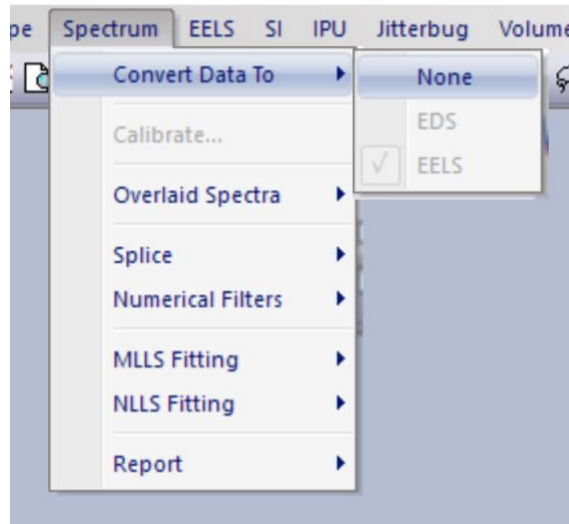 pe Spectrum EELS SI IPU Jitterbug Volume
Convert Data To
None
EDS
EELS
Calibrate...
Overlaid Spectra
Splice
Numerical Filters
MLLS Fitting
NLLS Fitting
Report